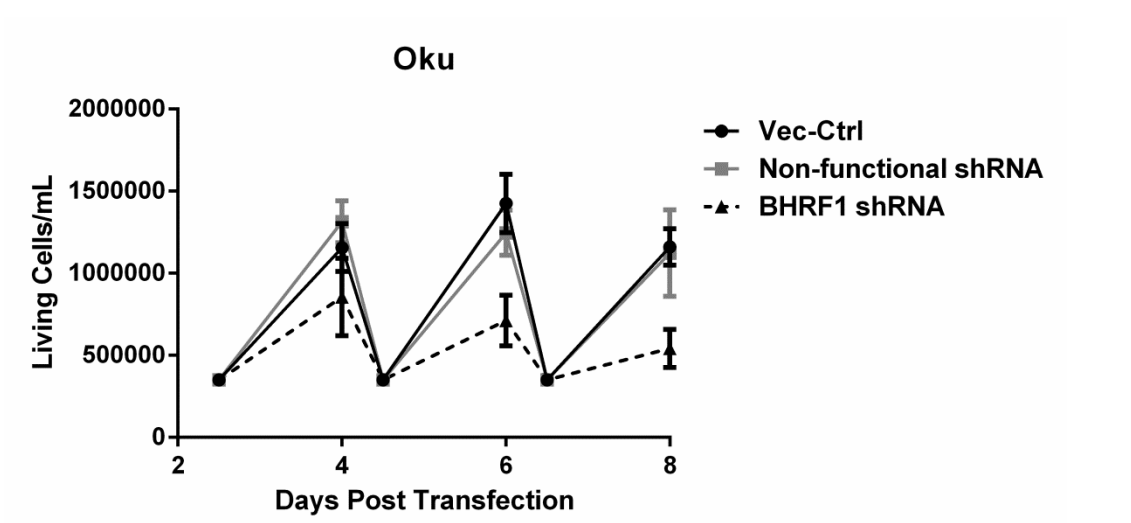 Oku
2000000
1500000
1000000
500000
0
Living Cells/mL
2 4 6 8
Days Post Transfection
Vec-Ctrl
Non-functional shRNA
BHRF1 shRNA